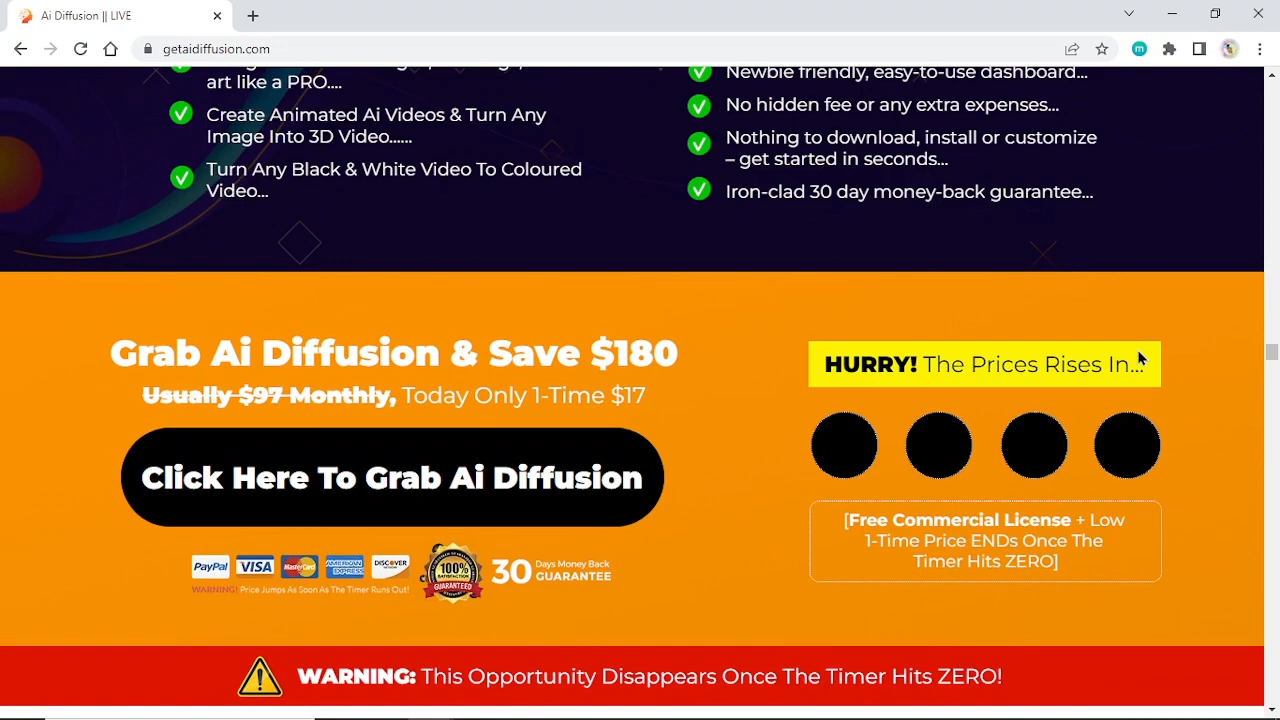 Ai Diffusion || LIVE
getaidiffusion.com
art like a PRO....
Create Animated Ai Videos & Turn Any
Image Into 3D Video......
Turn Any Black & White Video To Coloured
Video...
Newbie friendly, easy-to-use dashboard...
No hidden fee or any extra expenses...
Nothing to download, install or customize
– get started in seconds...
Iron-clad 30 day money-back guarantee...
Grab Ai Diffusion & Save $180
Usually $97 Monthly, Today Only 1-Time $17
Click Here To Grab Ai Diffusion
PayPal VISA MasterCard AMERICAN EXPRESS DISCOVER
WARNING! Price Jumps As Soon As The Timer Runs Out!
100%
SATISFACTION
GUARANTEED
30 Days Money Back
GUARANTEE
HURRY! The Prices Rises In...
[Free Commercial License + Low
1-Time Price ENDs Once The
Timer Hits ZERO]
WARNING: This Opportunity Disappears Once The Timer Hits ZERO!